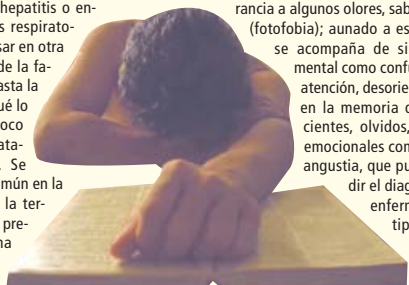 hepatitis o en-
s respirato-
sar en otra
de la fa-
asta la
ué lo
oco
ata-
. Se
mún en la
la ter-
pre-
na
rancia a algunos olores, sab
(fotofobia); aunado a es
se acompaña de si
mental como confu
atención, desorie
en la memoria
cientes, olvidos,
emocionales com
angustia, que pu
dir el diag
enferm
tip